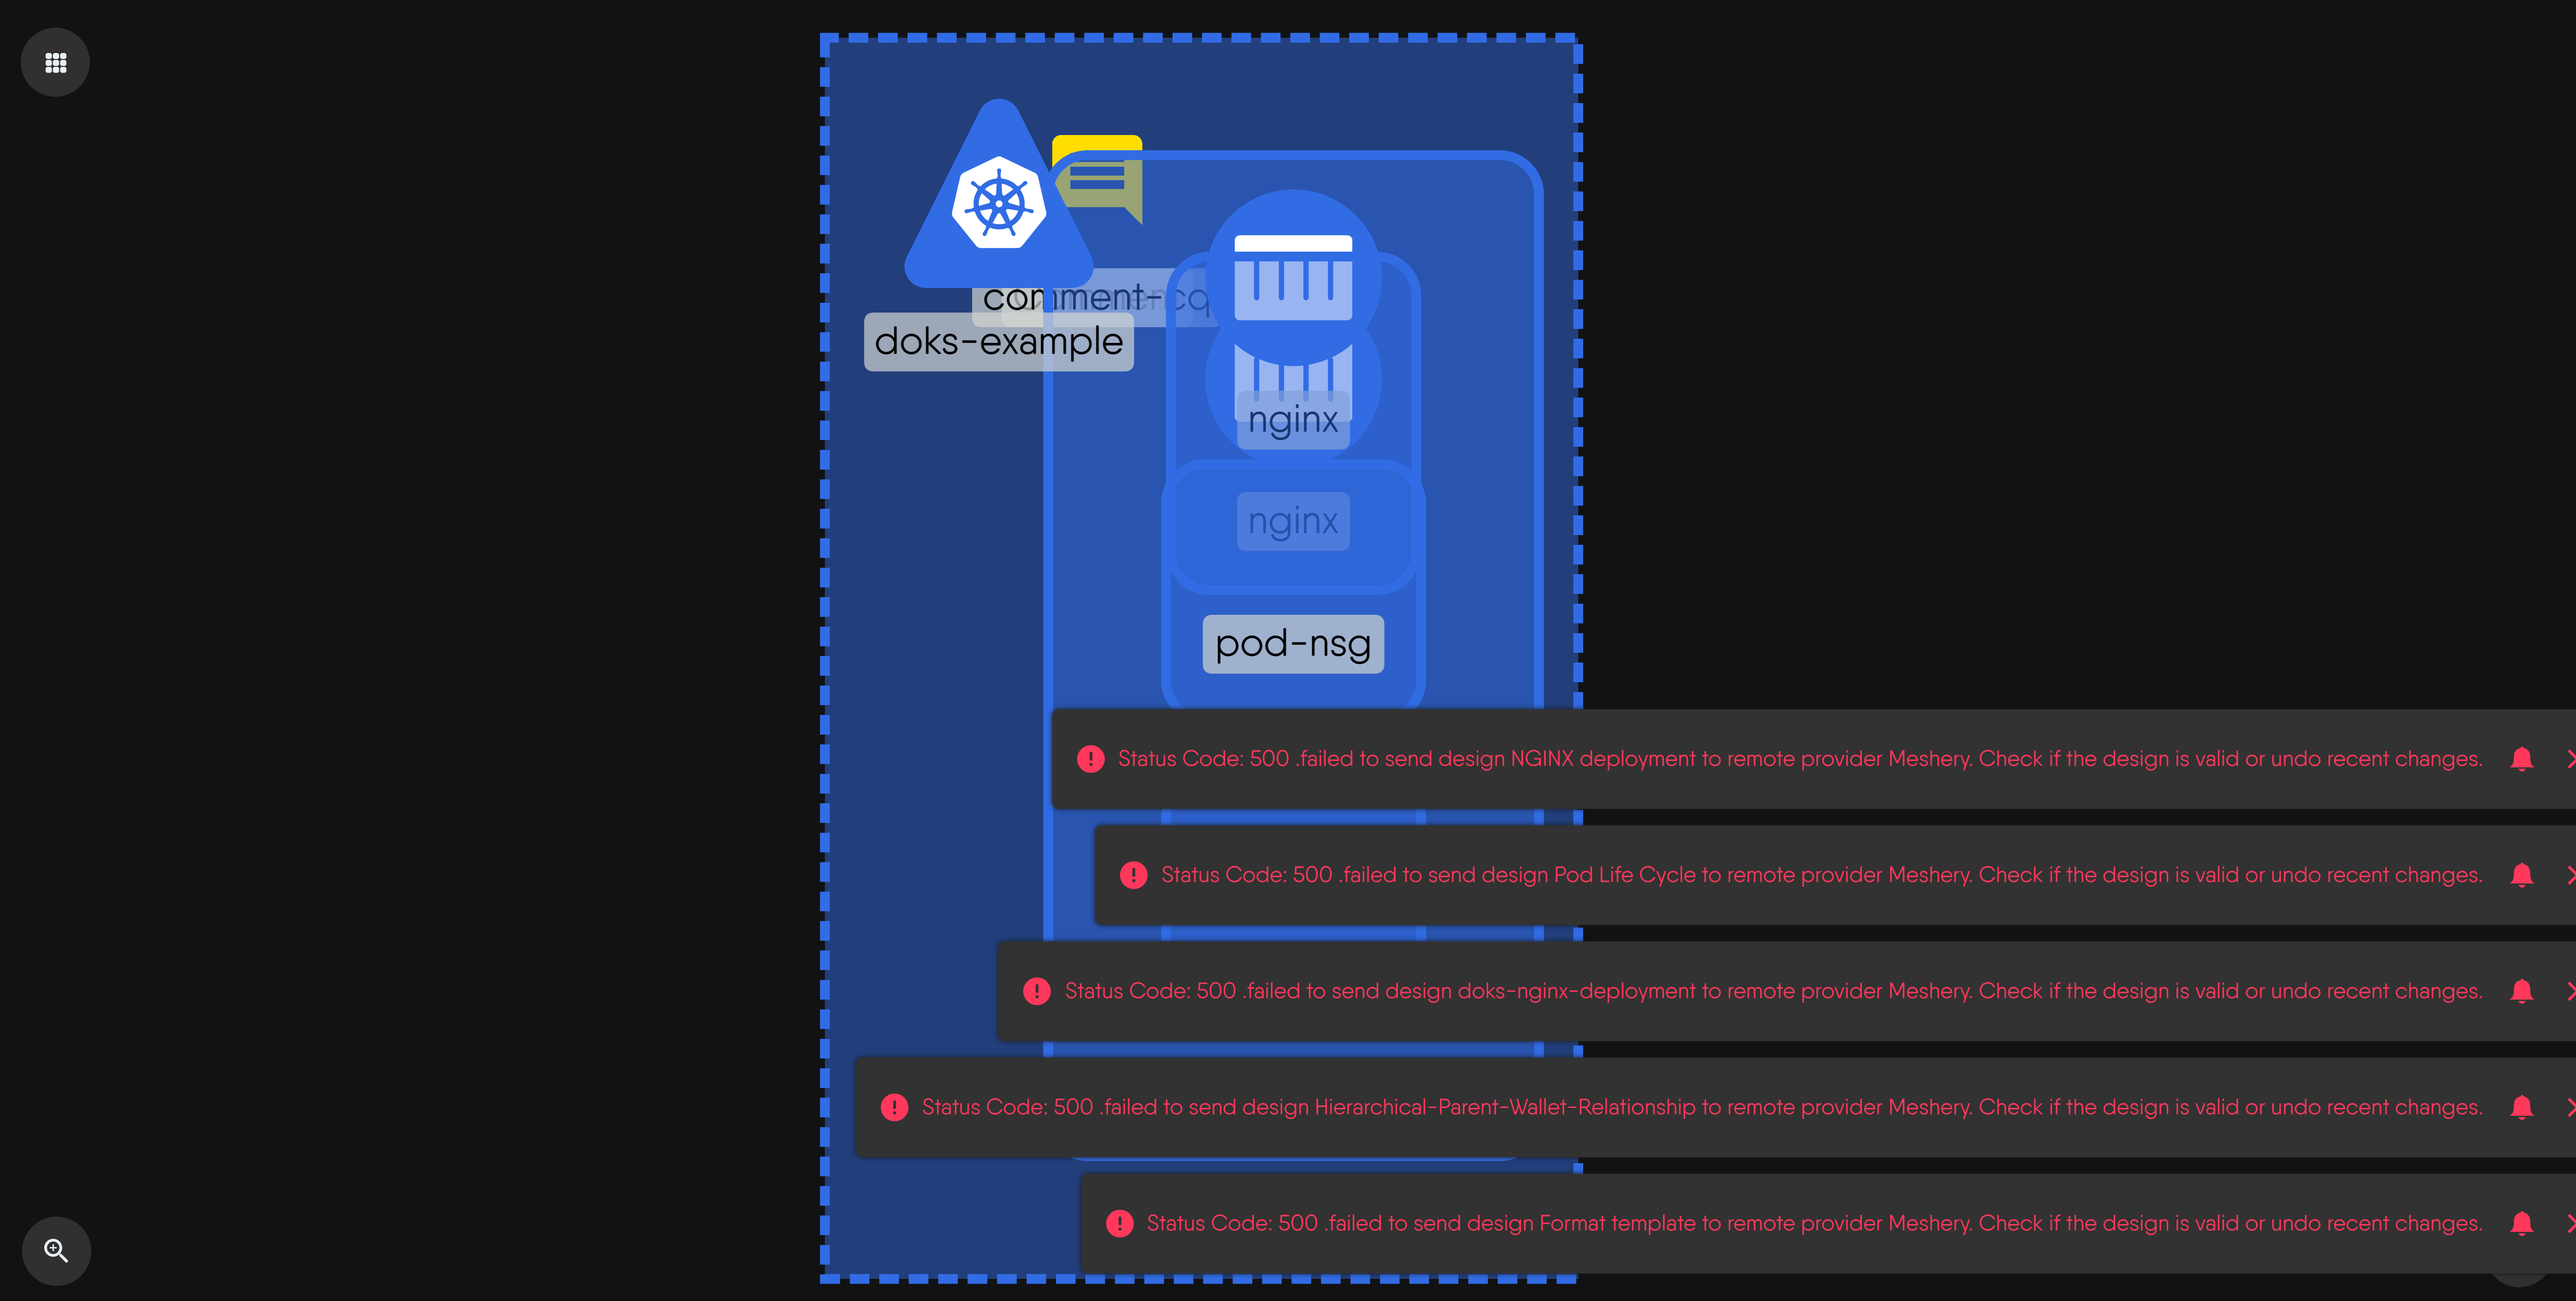 comment-cq
doks-example
nginx
nginx
pod-nsg
Status Code: 500 .failed to send design NGINX deployment to remote provider Meshery. Check if the design is valid or undo recent changes.
Status Code: 500 .failed to send design Pod Life Cycle to remote provider Meshery. Check if the design is valid or undo recent changes.
Status Code: 500 .failed to send design doks-nginx-deployment to remote provider Meshery. Check if the design is valid or undo recent changes.
Status Code: 500 .failed to send design Hierarchical-Parent-Wallet-Relationship to remote provider Meshery. Check if the design is valid or undo recent changes.
Status Code: 500 .failed to send design Format template to remote provider Meshery. Check if the design is valid or undo recent changes.